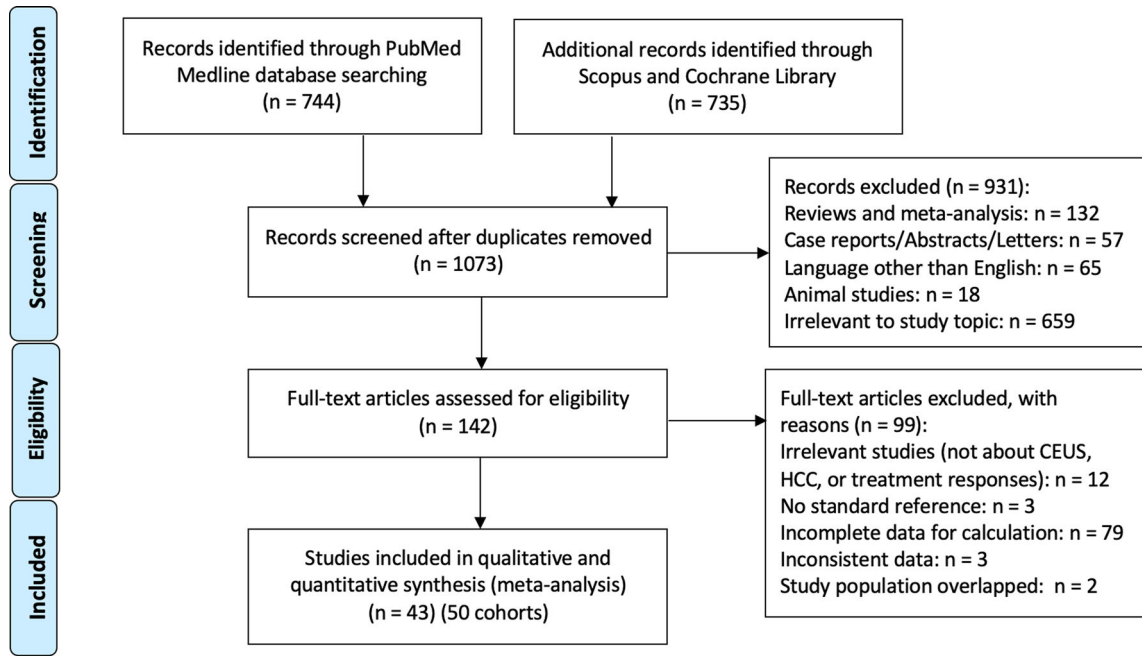 Identification
Records identified through PubMed
Medline database searching
(n = 744)
Additional records identified through
Scopus and Cochrane Library
(n = 735)
Screening
Records screened after duplicates removed
(n = 1073)
Records excluded (n = 931):
Reviews and meta-analysis: n = 132
Case reports/Abstracts/Letters: n = 57
Language other than English: n = 65
Animal studies: n = 18
Irrelevant to study topic: n = 659
Eligibility
Full-text articles assessed for eligibility
(n = 142)
Full-text articles excluded, with
reasons (n = 99):
Irrelevant studies (not about CEUS,
HCC, or treatment responses): n = 12
No standard reference: n = 3
Incomplete data for calculation: n = 79
Inconsistent data: n = 3
Study population overlapped: n = 2
Included
Studies included in qualitative and
quantitative synthesis (meta-analysis)
(n = 43) (50 cohorts)